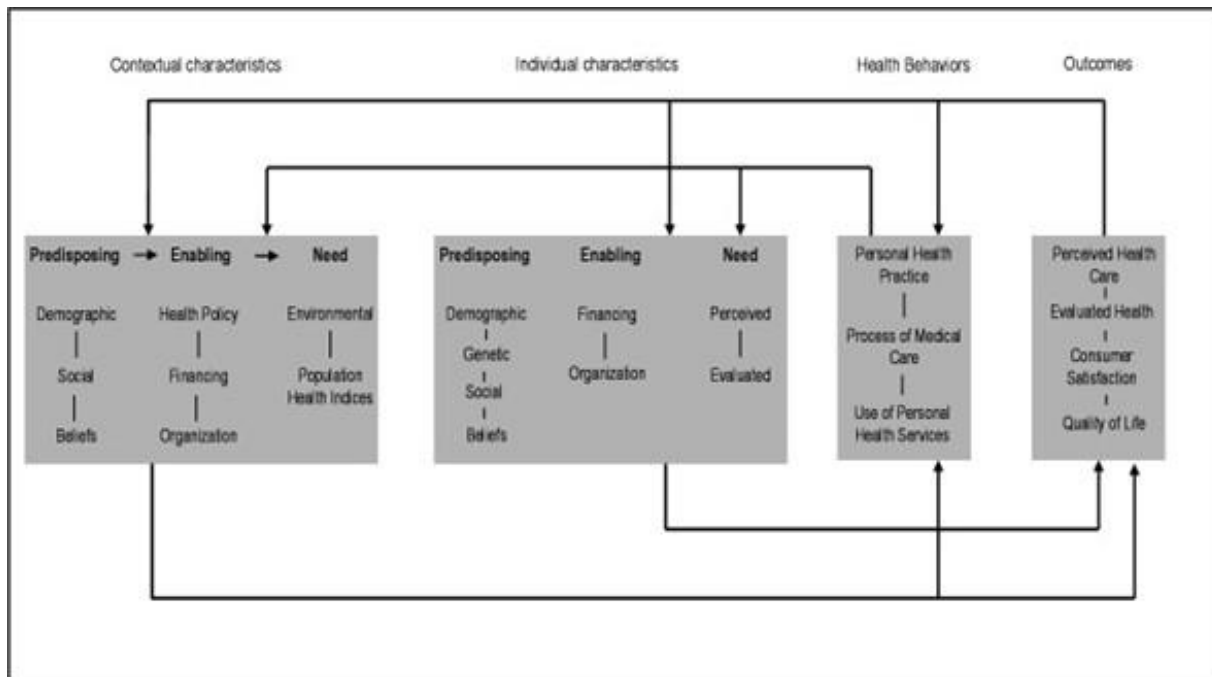 Contextual characteristics
Individual characteristics
Health Behaviors
Outcomes
Predisposing → Enabling → Need
Demographic
Social
Beliefs
Health Policy
Financing
Organization
Environmental
Population
Health Indices
Predisposing
Enabling
Need
Demographic
Genetic
Social
Beliefs
Financing
Organization
Perceived
Evaluated
Personal Health
Practice
Process of Medical
Care
Use of Personal
Health Services
Perceived Health
Care
Evaluated Health
Consumer
Satisfaction
Quality of Life